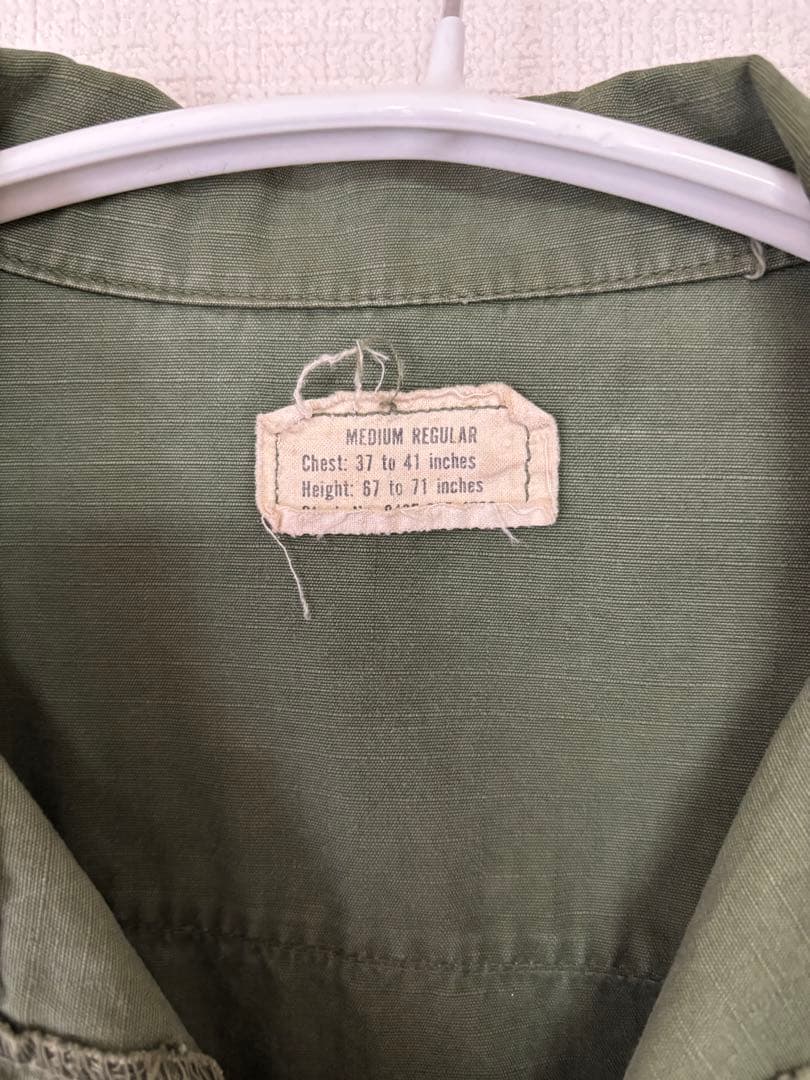 MEDIUM REGULAR
Chest: 37 to 41 inches
Height: 67 to 71 inches